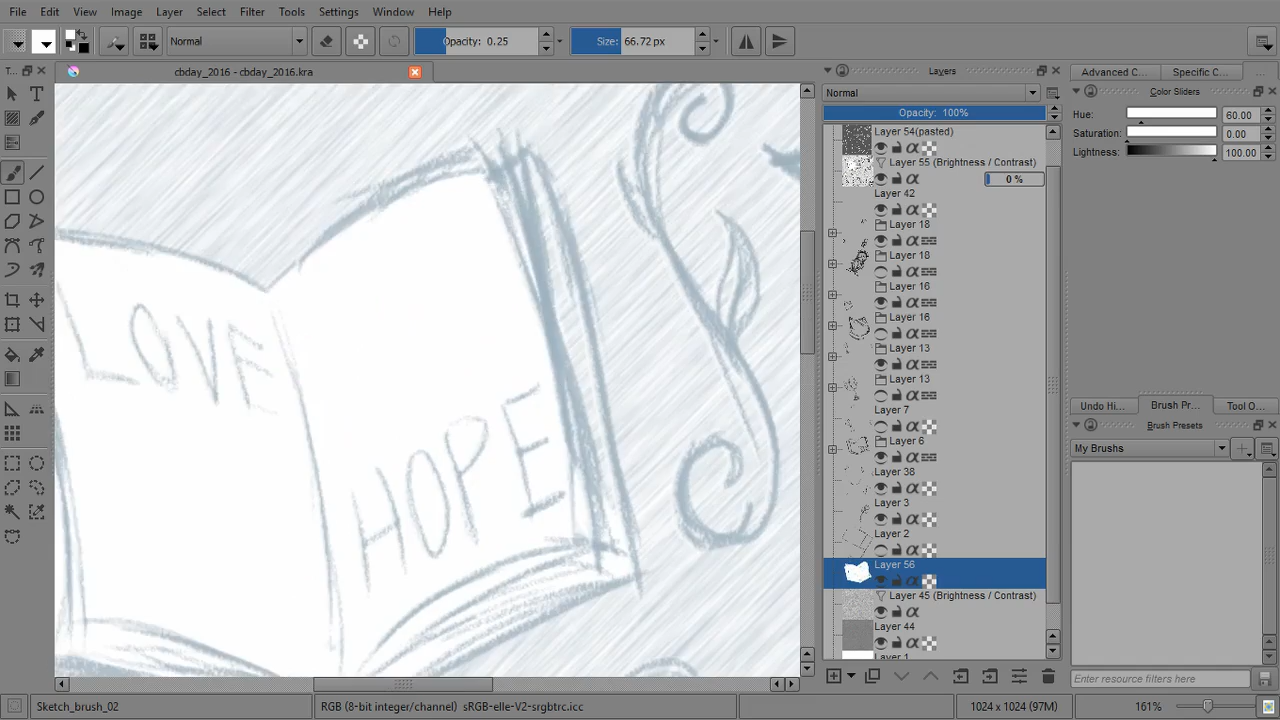 File Edit View Image Layer Select Filter Tools Settings Window Help
Normal Opacity: 0.25 Size: 66.72 px
T... cbday_2016 - cbday_2016.kra
LOVE
HOPE
Layers
Normal
Opacity: 100%
Layer 54(pasted)
Layer 55 (Brightness / Contrast)
0 %
Layer 42
Layer 18
Layer 18
Layer 16
Layer 16
Layer 13
Layer 13
Layer 7
Layer 6
Layer 38
Layer 3
Layer 2
Layer 56
Layer 45 (Brightness / Contrast)
Layer 44
Layer 1
Advanced C... Specific C... ...
Color Sliders
Hue: 60.00
Saturation: 0.00
Lightness: 100.00
Undo Hi... Brush Pr... Tool O...
Brush Presets
My Brushes
Enter resource filters here
Sketch_brush_02 RGB (8-bit integer/channel) sRGB-elle-V2-srgbtrc.icc 1024 x 1024 (97M) 161%